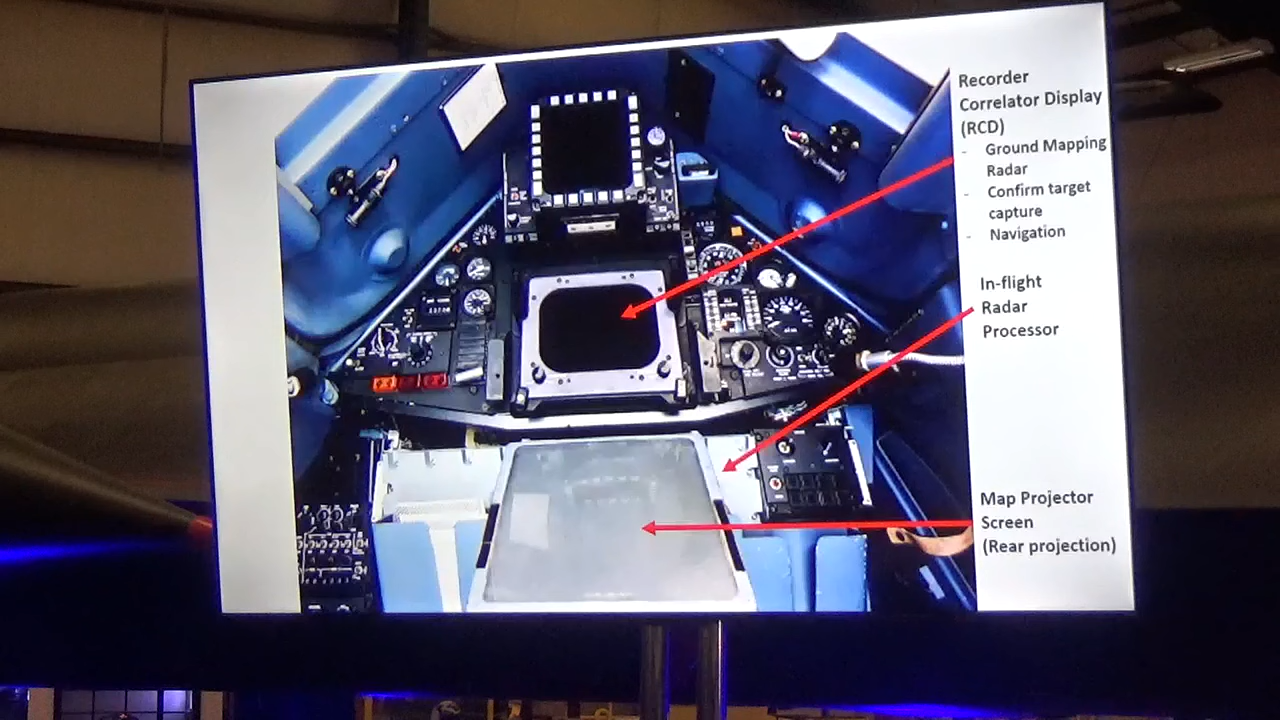 Recorder
Correlator Display
(RCD)
- Ground Mapping
Radar
- Confirm target
capture
- Navigation
In-flight
Radar
Processor
Map Projector
Screen
(Rear projection)